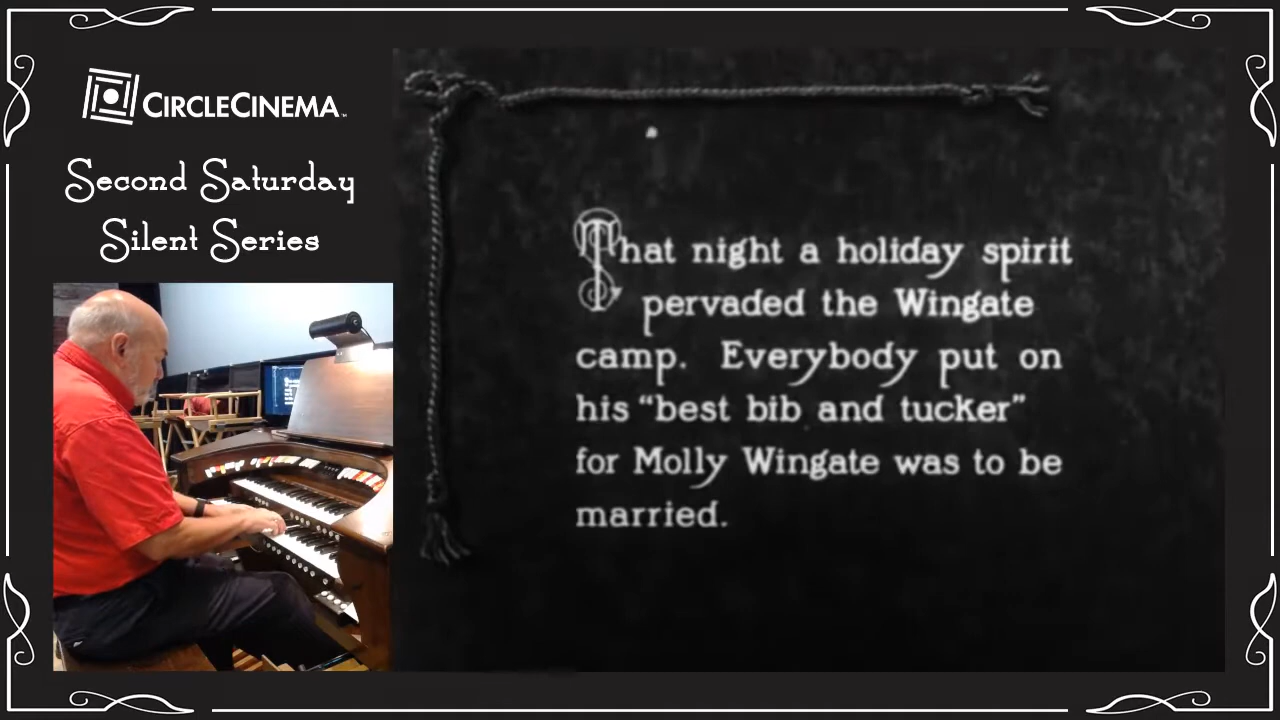 CIRCLECINEMA™
Second Saturday
Silent Series
That night a holiday spirit
pervaded the Wingate
camp. Everybody put on
his “best bib and tucker”
for Molly Wingate was to be
married.